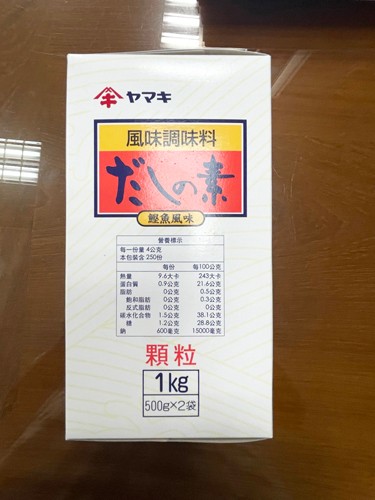 ヤマキ
風味調味料
だしの素
鰹魚風味
營養標示
每一份量 4公克
本包裝含 250份
每份 每100公克
熱量 9.6大卡 243大卡
蛋白質 0.9公克 21.6公克
脂肪 0公克 0.5公克
飽和脂肪 0公克 0.3公克
反式脂肪 0公克 0公克
碳水化合物 1.5公克 38.1公克
糖 1.2公克 28.8公克
鈉 600毫克 15000毫克
顆粒
1kg
500g×2袋